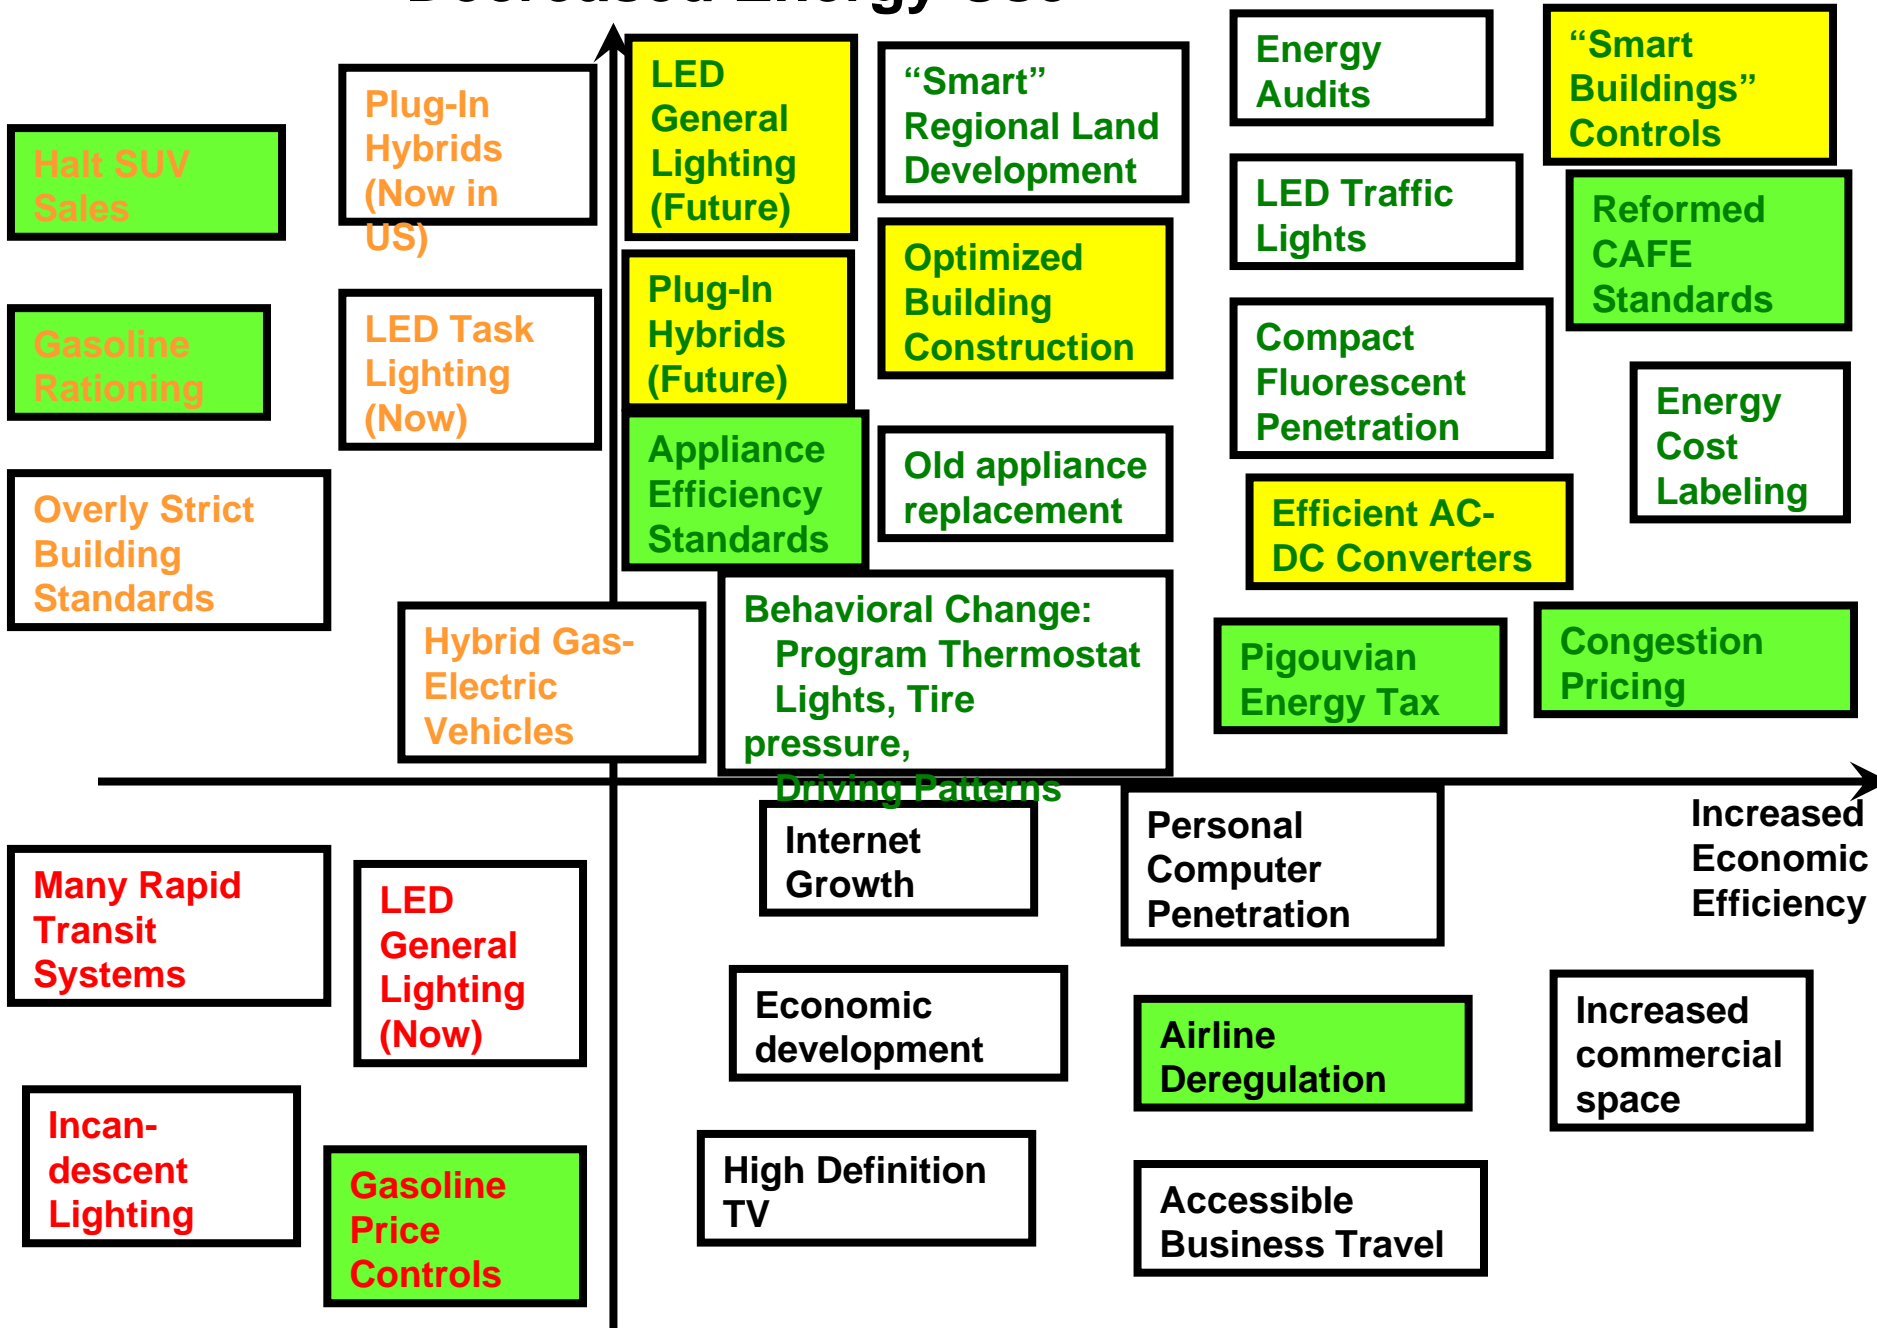 Decreased Energy Use
Halt SUV
Sales
Plug-In
Hybrids
(Now in
US)
LED
General
Lighting
(Future)
“Smart”
Regional Land
Development
Energy
Audits
“Smart
Buildings”
Controls
LED Traffic
Lights
Reformed
CAFE
Standards
Gasoline
Rationing
LED Task
Lighting
(Now)
Plug-In
Hybrids
(Future)
Optimized
Building
Construction
Compact
Fluorescent
Penetration
Energy
Cost
Labeling
Overly Strict
Building
Standards
Appliance
Efficiency
Standards
Old appliance
replacement
Efficient AC-
DC Converters
Hybrid Gas-
Electric
Vehicles
Behavioral Change:
Program Thermostat
Lights, Tire
pressure,
Driving Patterns
Pigouvian
Energy Tax
Congestion
Pricing
Increased
Economic
Efficiency
Many Rapid
Transit
Systems
LED
General
Lighting
(Now)
Internet
Growth
Personal
Computer
Penetration
Economic
development
Airline
Deregulation
Increased
commercial
space
Incan-
descent
Lighting
Gasoline
Price
Controls
High Definition
TV
Accessible
Business Travel